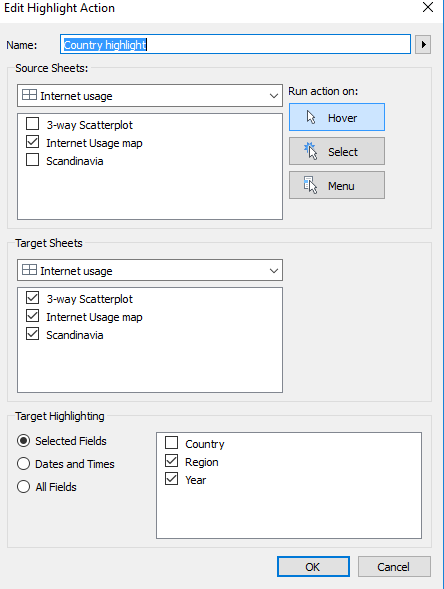 Edit Highlight Action
Name: Country highlight
Source Sheets:
Internet usage
Run action on:
3-way Scatterplot
Internet Usage map
Scandinavia
Hover
Select
Menu
Target Sheets
Internet usage
3-way Scatterplot
Internet Usage map
Scandinavia
Target Highlighting
Selected Fields
Dates and Times
All Fields
Country
Region
Year
OK Cancel